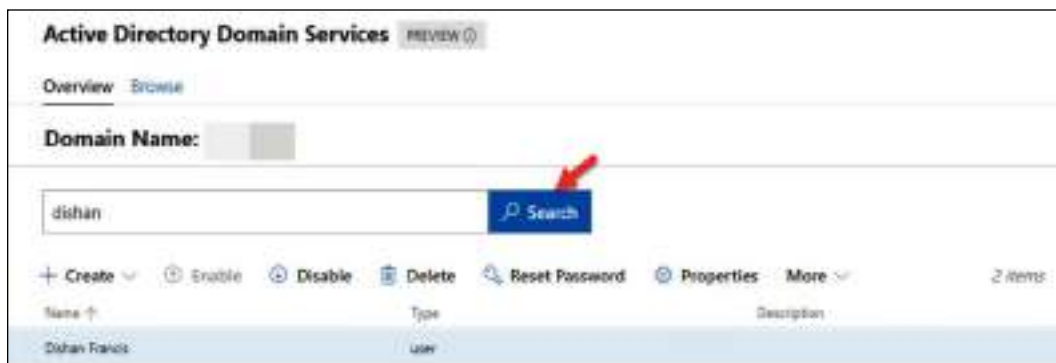 Active Directory Domain Services PREVIEW
Overview Browse
Domain Name:
dishan Search
+ Create Enable Disable Delete Reset Password Properties More 2 items
Name ↑ Type Description
Dishan Francis user